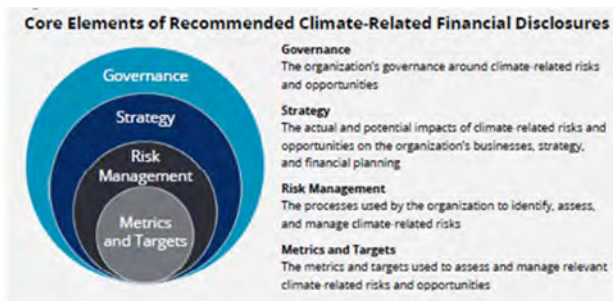 Core Elements of Recommended Climate-Related Financial Disclosures
Governance
Strategy
Risk
Management
Metrics
and Targets
Governance
The organization's governance around climate-related risks
and opportunities
Strategy
The actual and potential impacts of climate-related risks and
opportunities on the organization's businesses, strategy,
and financial planning
Risk Management
The processes used by the organization to identify, assess,
and manage climate-related risks
Metrics and Targets
The metrics and targets used to assess and manage relevant
climate-related risks and opportunities